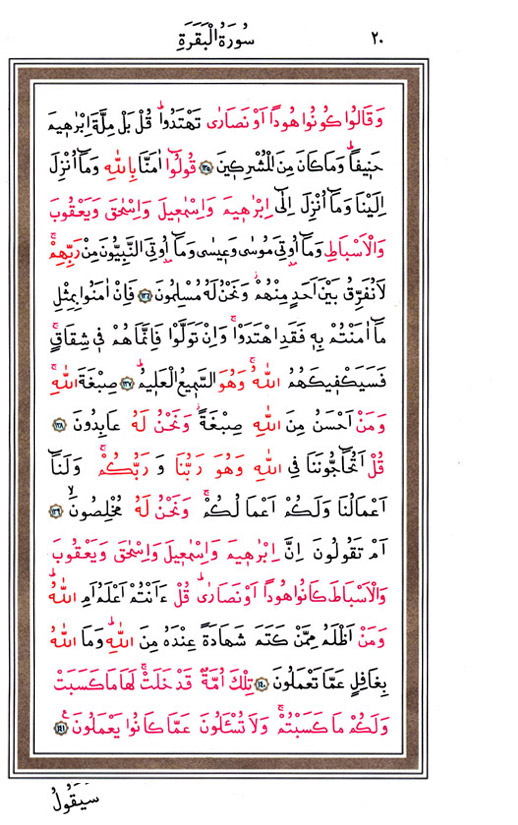 ٢٠ سُورَةُ الْبَقَرَةِ
وَقَالُوا كُونُوا هُودًا اَوْ نَصَارٰى تَهْتَدُواۜ قُلْ بَلْ مِلَّةَ اِبْرٰهٖيمَ
حَنٖيفًاۜ وَمَا كَانَ مِنَ الْمُشْرِكٖينَ ﴿١٣٥﴾ قُولُٓوا اٰمَنَّا بِاللّٰهِ وَمَٓا اُنْزِلَ
اِلَيْنَا وَمَٓا اُنْزِلَ اِلٰٓى اِبْرٰهٖيمَ وَاِسْمٰعٖيلَ وَاِسْحٰقَ وَيَعْقُوبَ
وَالْاَسْبَاطِ وَمَٓا اُو۫تِيَ مُوسٰى وَعٖيسٰى وَمَٓا اُو۫تِيَ النَّبِيُّونَ مِنْ رَبِّهِمْۚ
لَا نُفَرِّقُ بَيْنَ اَحَدٍ مِنْهُمْۘ وَنَحْنُ لَهُ مُسْلِمُونَ ﴿١٣٦﴾ فَاِنْ اٰمَنُوا بِمِثْلِ
مَٓا اٰمَنْتُمْ بِهٖ فَقَدِ اهْتَدَوْاۚ وَاِنْ تَوَلَّوْا فَاِنَّمَا هُمْ فٖي شِقَاقٍۚ
فَسَيَكْفٖيكَهُمُ اللّٰهُۚ وَهُوَ السَّمٖيعُ الْعَلٖيمُۜ ﴿١٣٧﴾ صِبْغَةَ اللّٰهِۚ
وَمَنْ اَحْسَنُ مِنَ اللّٰهِ صِبْغَةًۘ وَنَحْنُ لَهُ عَابِدُونَ ﴿١٣٨﴾
قُلْ اَتُحَٓاجُّونَنَا فِي اللّٰهِ وَهُوَ رَبُّنَا وَرَبُّكُمْۚ وَلَنَٓا
اَعْمَالُنَا وَلَكُمْ اَعْمَالُكُمْۚ وَنَحْنُ لَهُ مُخْلِصُونَۙ ﴿١٣٩﴾
اَمْ تَقُولُونَ اِنَّ اِبْرٰهٖيمَ وَاِسْمٰعٖيلَ وَاِسْحٰقَ وَيَعْقُوبَ
وَالْاَسْبَاطَ كَانُوا هُودًا اَوْ نَصَارٰىۜ قُلْ ءَاَنْتُمْ اَعْلَمُ اَمِ اللّٰهُۜ
وَمَنْ اَظْلَمُ مِمَّنْ كَتَمَ شَهَادَةً عِنْدَهُ مِنَ اللّٰهِۜ وَمَا اللّٰهُ
بِغَافِلٍ عَمَّا تَعْمَلُونَ ﴿١٤٠﴾ تِلْكَ اُمَّةٌ قَدْ خَلَتْۚ لَهَا مَا كَسَبَتْ
وَلَكُمْ مَا كَسَبْتُمْۚ وَلَا تُسْـَٔلُونَ عَمَّا كَانُوا يَعْمَلُونَ ﴿١٤١﴾
سَيَقُولُ